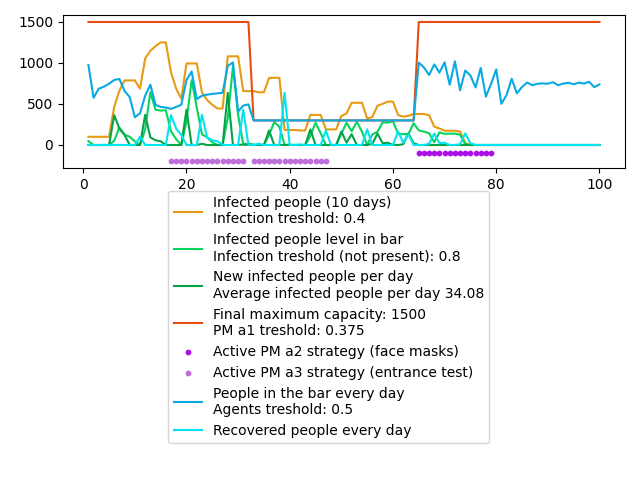 1500
1000
500
0
0 20 40 60 80 100
Infected people (10 days)
Infection treshold: 0.4
Infected people level in bar
Infection treshold (not present): 0.8
New infected people per day
Average infected people per day 34.08
Final maximum capacity: 1500
PM a1 treshold: 0.375
Active PM a2 strategy (face masks)
Active PM a3 strategy (entrance test)
People in the bar every day
Agents treshold: 0.5
Recovered people every day